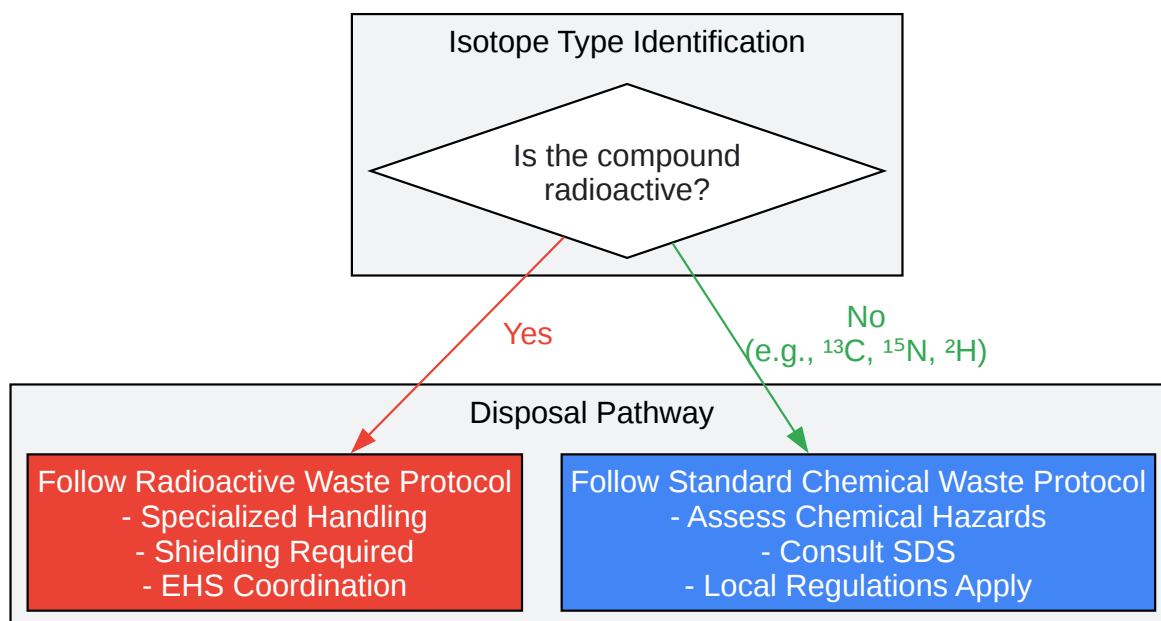 Isotope Type Identification
Is the compound
radioactive?
Yes
No
(e.g., ¹³C, ¹⁵N, ²H)
Disposal Pathway
Follow Radioactive Waste Protocol
- Specialized Handling
- Shielding Required
- EHS Coordination
Follow Standard Chemical Waste Protocol
- Assess Chemical Hazards
- Consult SDS
- Local Regulations Apply